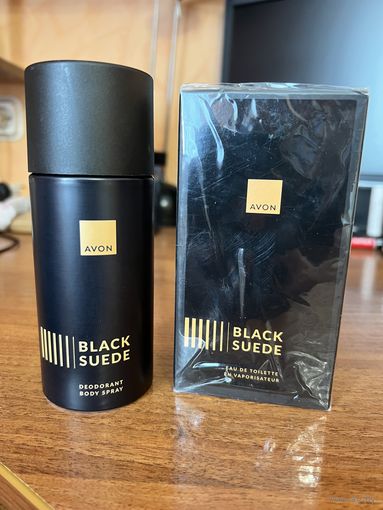 AVON
BLACK
SUEDE
DEODORANT
BODY SPRAY
AVON
BLACK
SUEDE
EAU DE TOILETTE
EN VAPORISATEUR